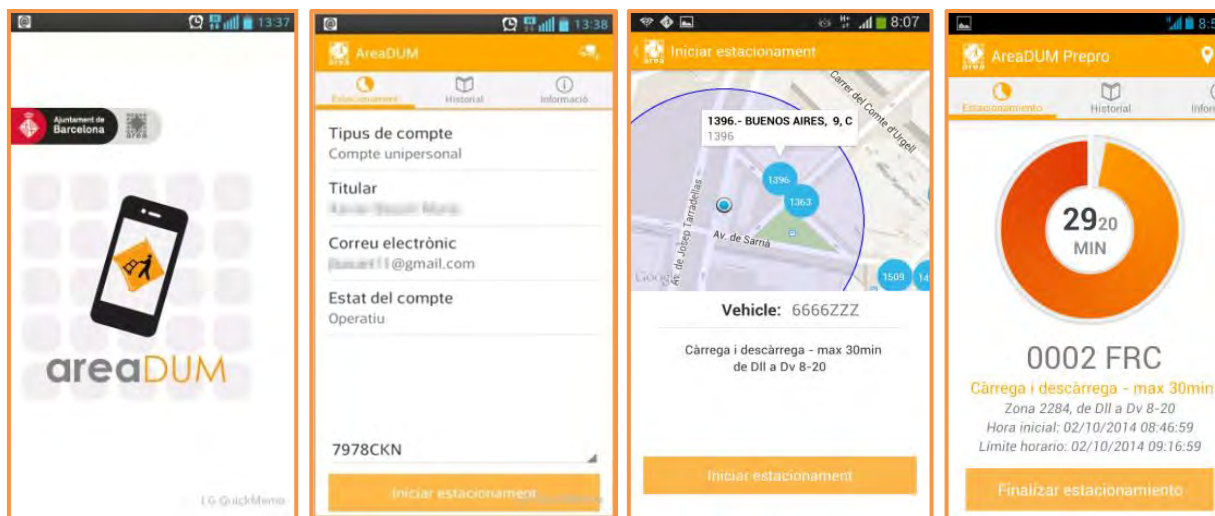 13:37
Ajuntament de
Barcelona
area
areaDUM
LG QuickMemo
13:38
AreaDUM
Estacionament
Historial
Informació
Tipus de compte
Compte unipersonal
Titular
Correu electrònic
@gmail.com
Estat del compte
Operatiu
7978CKN
Iniciar estacionament
8:07
Iniciar estacionament
Carrer del Comte d'Urgell
1396.- BUENOS AIRES, 9, C
1396
1396
1363
Av. de Josep Tarradellas
Av. de Sarrià
Google
1509
14
Vehicle: 6666ZZZ
Càrrega i descàrrega - max 30min
de Dll a Dv 8-20
Iniciar estacionament
8:5
AreaDUM Prepro
Estacionamiento
Historial
Infor
29 20
MIN
0002 FRC
Càrrega i descàrrega - max 30min
Zona 2284, de Dll a Dv 8-20
Hora inicial: 02/10/2014 08:46:59
Límite horario: 02/10/2014 09:16:59
Finalizar estacionamiento